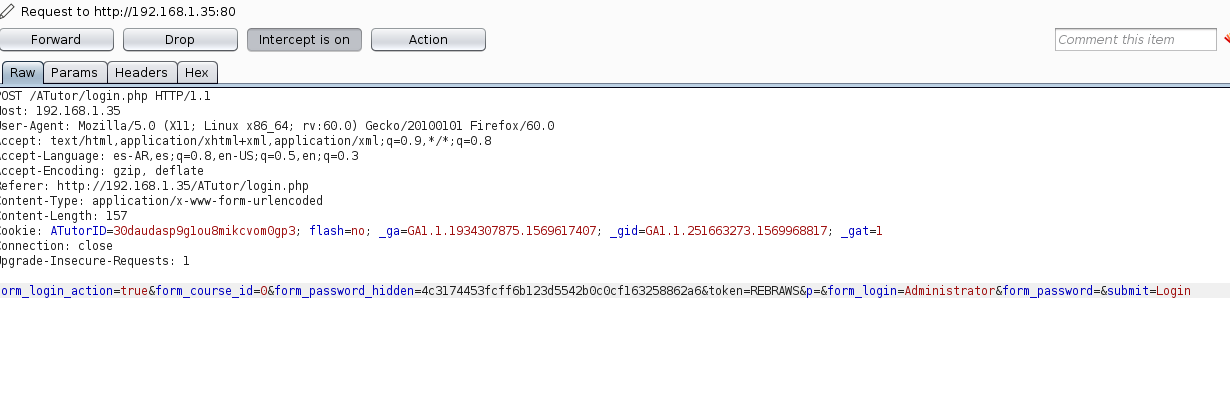 Request to http://192.168.1.35:80
Forward Drop Intercept is on Action Comment this item
Raw Params Headers Hex
POST /ATutor/login.php HTTP/1.1
Host: 192.168.1.35
User-Agent: Mozilla/5.0 (X11; Linux x86_64; rv:60.0) Gecko/20100101 Firefox/60.0
Accept: text/html,application/xhtml+xml,application/xml;q=0.9,*/*;q=0.8
Accept-Language: es-AR,es;q=0.8,en-US;q=0.5,en;q=0.3
Accept-Encoding: gzip, deflate
Referer: http://192.168.1.35/ATutor/login.php
Content-Type: application/x-www-form-urlencoded
Content-Length: 157
Cookie: ATutorID=30daudasp9g1ou8mikcvom0gp3; flash=no; _ga=GA1.1.1934307875.1569617407; _gid=GA1.1.251663273.1569968817; _gat=1
Connection: close
Upgrade-Insecure-Requests: 1
form_login_action=true&form_course_id=0&form_password_hidden=4c3174453fcff6b123d5542b0c0cf163258862a6&token=REBRAWS&p=&form_login=Administrator&form_password=&submit=Login